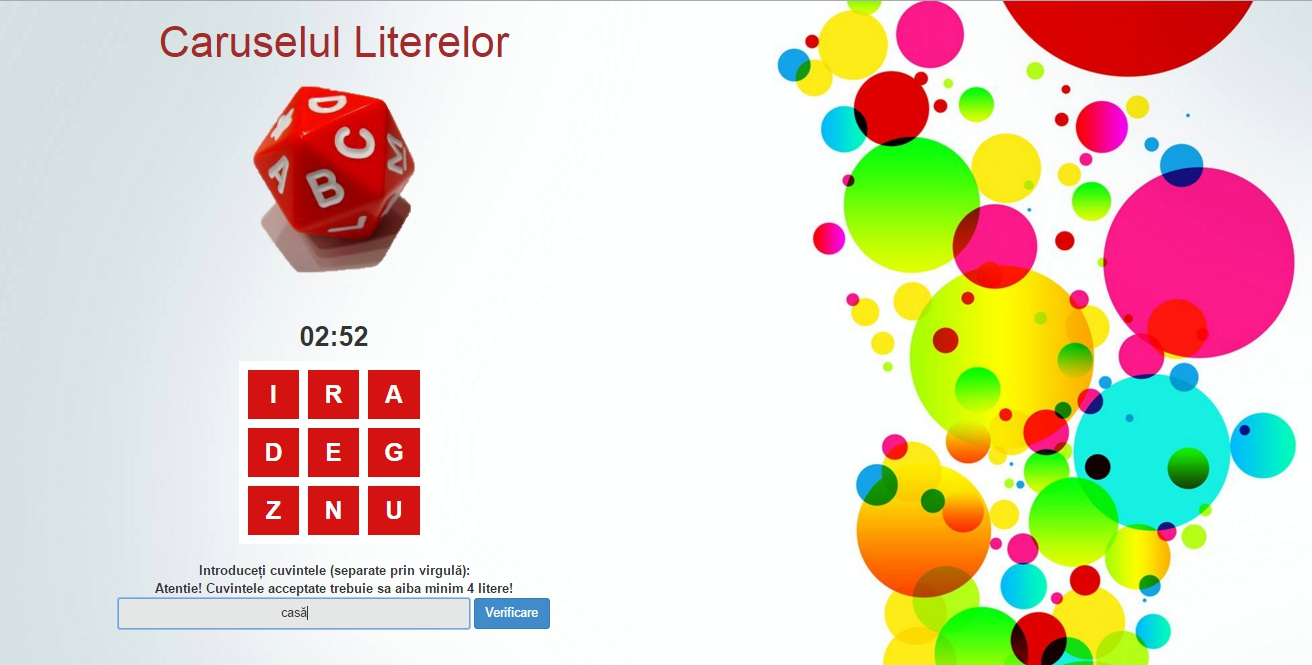 Caruselul Literelor
D
C
M
A
B
L
02:52
I R A
D E G
Z N U
Introduceți cuvintele (separate prin virgulă):
Atentie! Cuvintele acceptate trebuie sa aiba minim 4 litere!
casă Verificare